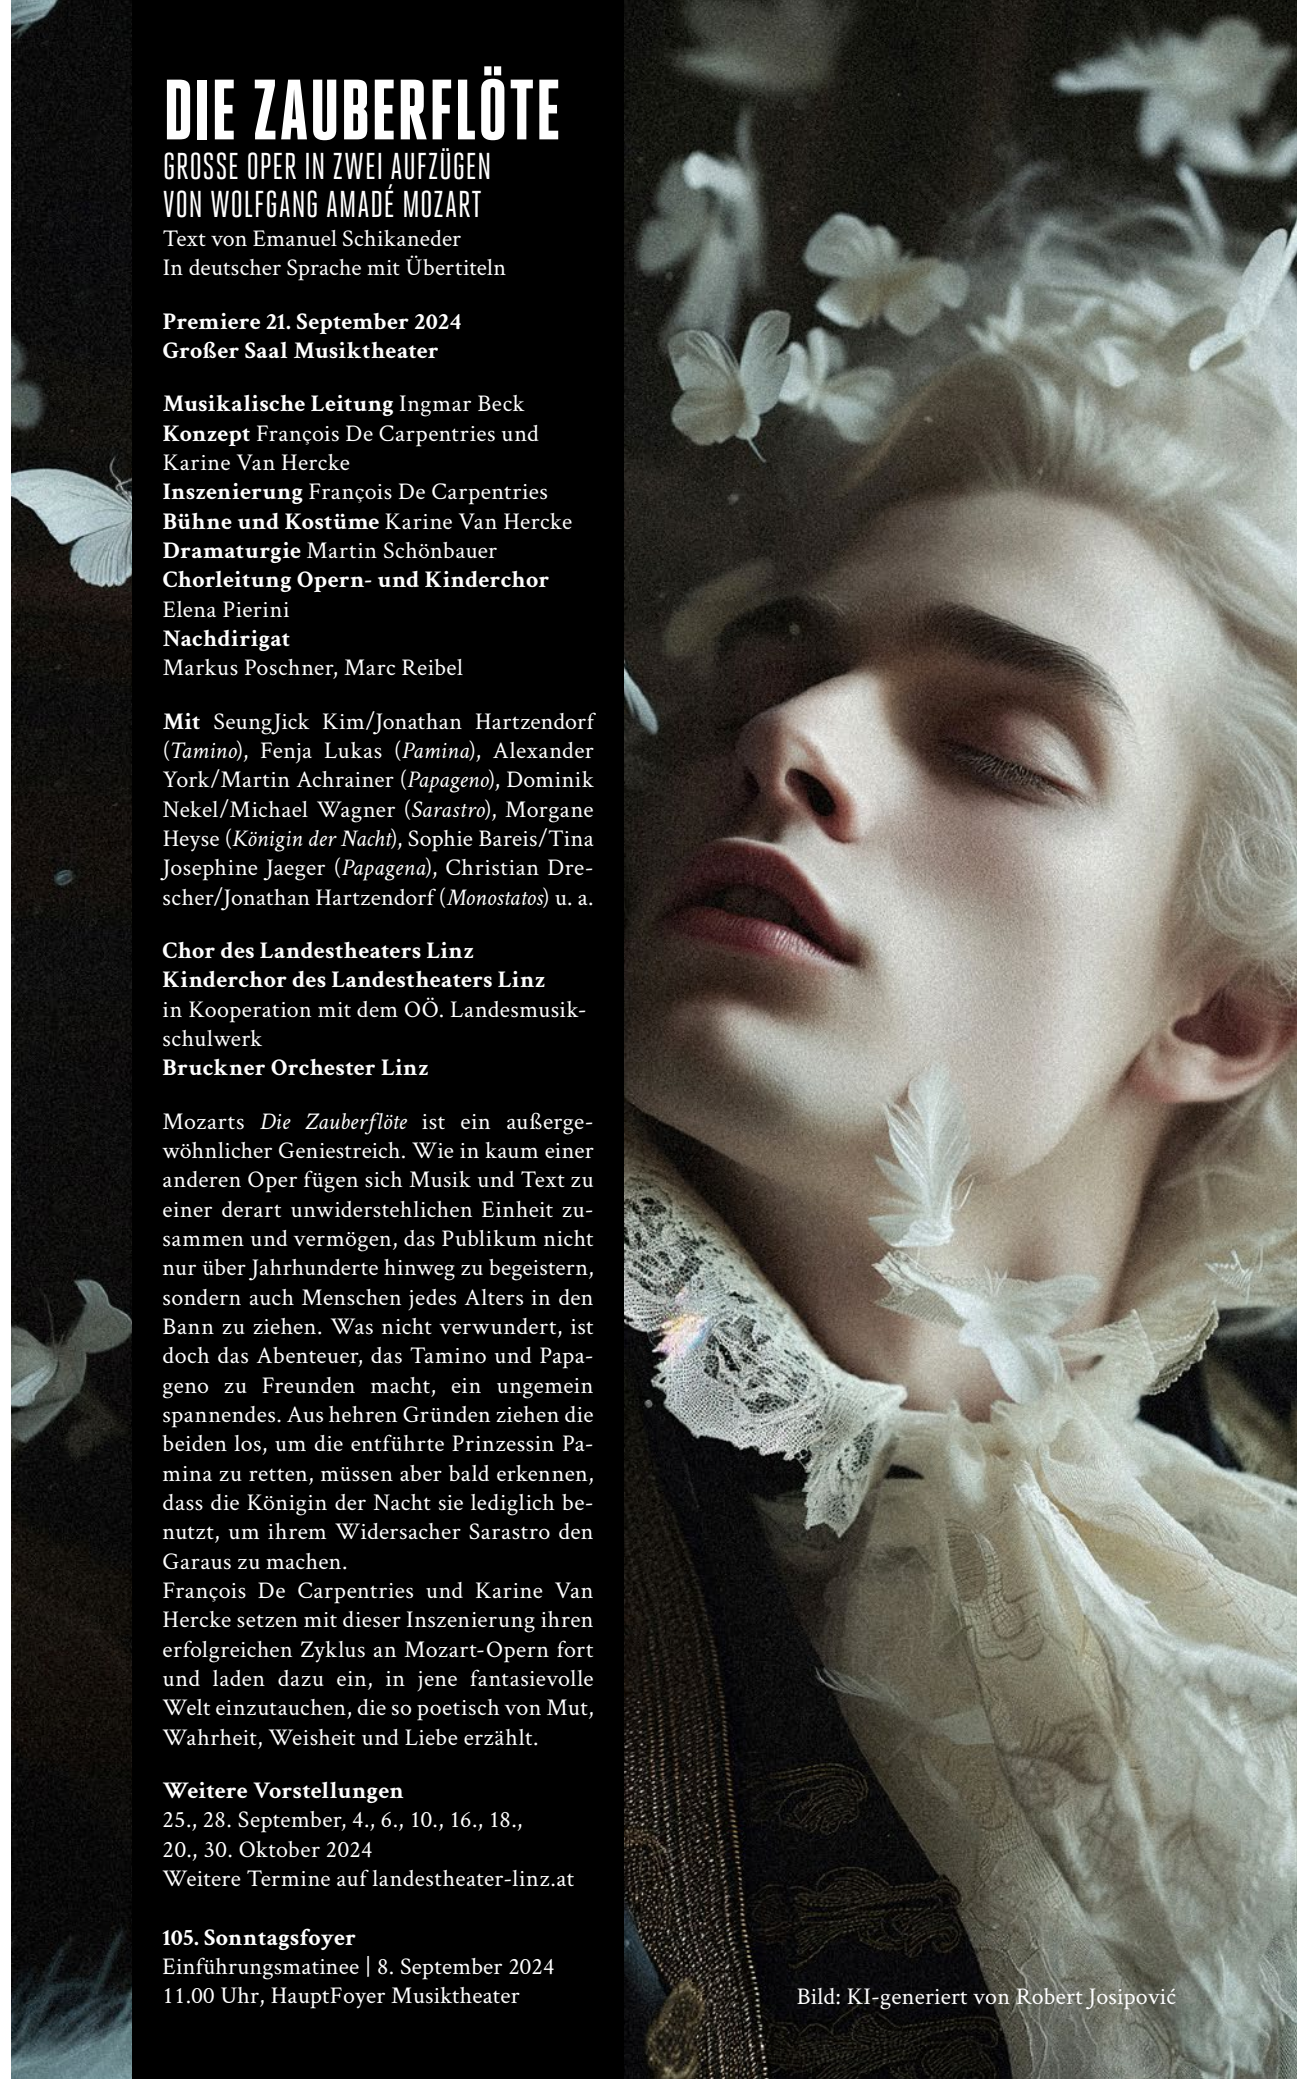 DIE ZAUBERFLÖTE
GROSSE OPER IN ZWEI AUFZÜGEN
VON WOLFGANG AMADÉ MOZART
Text von Emanuel Schikaneder
In deutscher Sprache mit Übertiteln
Premiere 21. September 2024
Großer Saal Musiktheater
Musikalische Leitung Ingmar Beck
Konzept François De Carpentries und
Karine Van Hercke
Inszenierung François De Carpentries
Bühne und Kostüme Karine Van Hercke
Dramaturgie Martin Schönbauer
Chorleitung Opern- und Kinderchor
Elena Pierini
Nachdirigat
Markus Poschner, Marc Reibel
Mit SeungJick Kim/Jonathan Hartzendorf
(Tamino), Fenja Lukas (Pamina), Alexander
York/Martin Achrainer (Papageno), Dominik
Nekel/Michael Wagner (Sarastro), Morgane
Heyse (Königin der Nacht), Sophie Bareis/Tina
Josephine Jaeger (Papagena), Christian Dre-
scher/Jonathan Hartzendorf (Monostatos) u. a.
Chor des Landestheaters Linz
Kinderchor des Landestheaters Linz
in Kooperation mit dem OÖ. Landesmusik-
schulwerk
Bruckner Orchester Linz
Mozarts Die Zauberflöte ist ein außerge-
wöhnlicher Geniestreich. Wie in kaum einer
anderen Oper fügen sich Musik und Text zu
einer derart unwiderstehlichen Einheit zu-
sammen und vermögen, das Publikum nicht
nur über Jahrhunderte hinweg zu begeistern,
sondern auch Menschen jedes Alters in den
Bann zu ziehen. Was nicht verwundert, ist
doch das Abenteuer, das Tamino und Papa-
geno zu Freunden macht, ein ungemein
spannendes. Aus hehren Gründen ziehen die
beiden los, um die entführte Prinzessin Pa-
mina zu retten, müssen aber bald erkennen,
dass die Königin der Nacht sie lediglich be-
nutzt, um ihrem Widersacher Sarastro den
Garaus zu machen.
François De Carpentries und Karine Van
Hercke setzen mit dieser Inszenierung ihren
erfolgreichen Zyklus an Mozart-Opern fort
und laden dazu ein, in jene fantasievolle
Welt einzutauchen, die so poetisch von Mut,
Wahrheit, Weisheit und Liebe erzählt.
Weitere Vorstellungen
25., 28. September, 4., 6., 10., 16., 18.,
20., 30. Oktober 2024
Weitere Termine auf landestheater-linz.at
105. Sonntagsfoyer
Einführungsmatinee | 8. September 2024
11.00 Uhr, HauptFoyer Musiktheater
Bild: KI-generiert von Robert Josipović